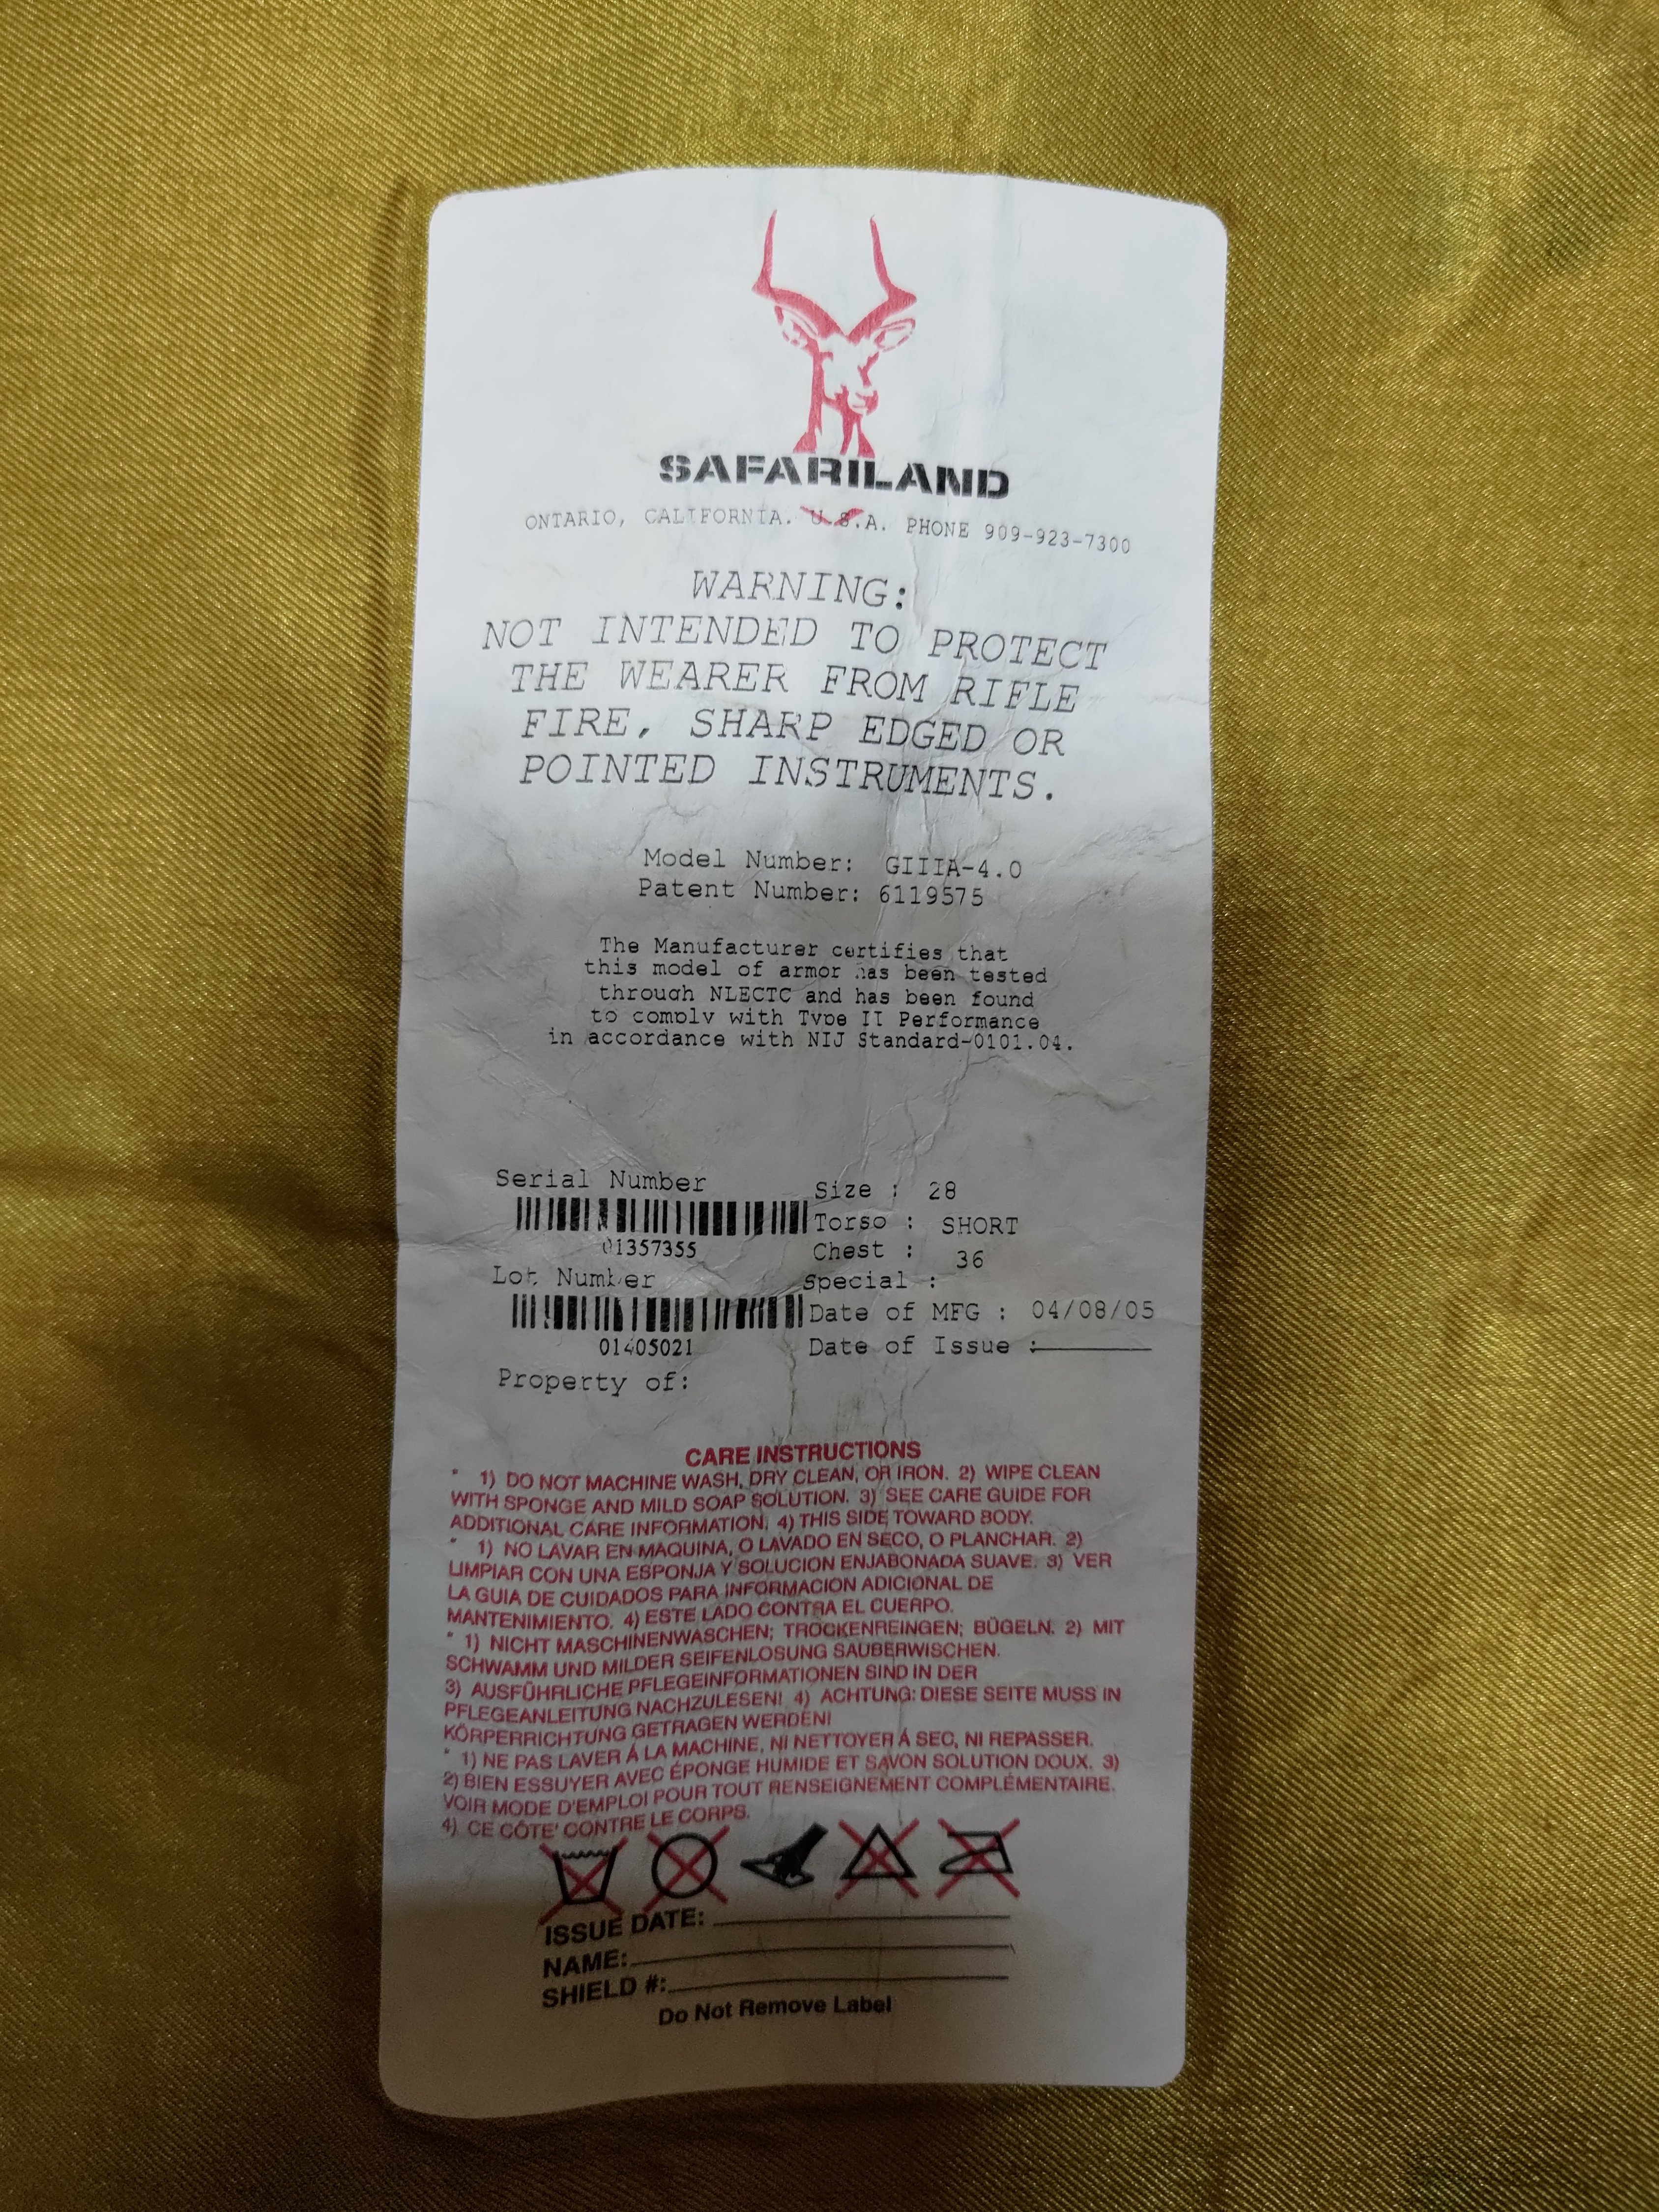 SAFARILAND
ONTARIO, CALIFORNIA. U.S.A. PHONE 909-923-7300
WARNING:
NOT INTENDED TO PROTECT
THE WEARER FROM RIFLE
FIRE, SHARP EDGED OR
POINTED INSTRUMENTS.
Model Number: GIIIA-4.0
Patent Number: 6119575
The Manufacturer certifies that
this model of armor has been tested
through NLECTC and has been found
to comply with Type II Performance
in accordance with NIJ Standard-0101.04.
Serial Number
01357355
Lot Number
01405021
Property of:
Size : 28
Torso : SHORT
Chest : 36
Special :
Date of MFG : 04/08/05
Date of Issue :
CARE INSTRUCTIONS
* 1) DO NOT MACHINE WASH, DRY CLEAN, OR IRON. 2) WIPE CLEAN
WITH SPONGE AND MILD SOAP SOLUTION. 3) SEE CARE GUIDE FOR
ADDITIONAL CARE INFORMATION. 4) THIS SIDE TOWARD BODY.
* 1) NO LAVAR EN MAQUINA, O LAVADO EN SECO, O PLANCHAR. 2)
LIMPIAR CON UNA ESPONJA Y SOLUCION ENJABONADA SUAVE. 3) VER
LA GUIA DE CUIDADOS PARA INFORMACION ADICIONAL DE
MANTENIMIENTO. 4) ESTE LADO CONTRA EL CUERPO.
* 1) NICHT MASCHINENWASCHEN; TROCKENREINGEN; BÜGELN. 2) MIT
SCHWAMM UND MILDER SEIFENLOSUNG SAUBERWISCHEN.
3) AUSFÜHRLICHE PFLEGEINFORMATIONEN SIND IN DER
PFLEGEANLEITUNG NACHZULESEN! 4) ACHTUNG: DIESE SEITE MUSS IN
KÖRPERRICHTUNG GETRAGEN WERDEN!
* 1) NE PAS LAVER Á LA MACHINE, NI NETTOYER Á SEC, NI REPASSER.
2) BIEN ESSUYER AVEC ÉPONGE HUMIDE ET SAVON SOLUTION DOUX. 3)
VOIR MODE D'EMPLOI POUR TOUT RENSEIGNEMENT COMPLÉMENTAIRE.
4) CE CÔTE' CONTRE LE CORPS.
ISSUE DATE:
NAME:
SHIELD #:
Do Not Remove Label